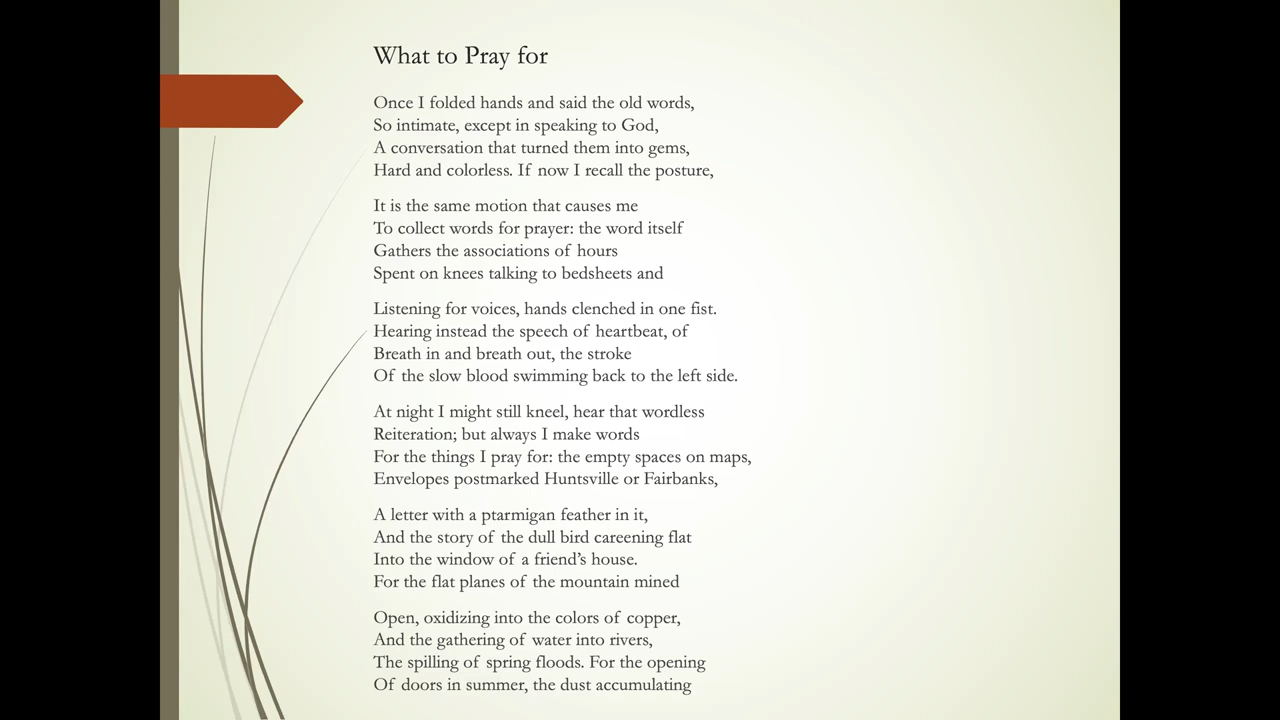 What to Pray for
Once I folded hands and said the old words,
So intimate, except in speaking to God,
A conversation that turned them into gems,
Hard and colorless. If now I recall the posture,
It is the same motion that causes me
To collect words for prayer: the word itself
Gathers the associations of hours
Spent on knees talking to bedsheets and
Listening for voices, hands clenched in one fist.
Hearing instead the speech of heartbeat, of
Breath in and breath out, the stroke
Of the slow blood swimming back to the left side.
At night I might still kneel, hear that wordless
Reiteration; but always I make words
For the things I pray for: the empty spaces on maps,
Envelopes postmarked Huntsville or Fairbanks,
A letter with a ptarmigan feather in it,
And the story of the dull bird careening flat
Into the window of a friend’s house.
For the flat planes of the mountain mined
Open, oxidizing into the colors of copper,
And the gathering of water into rivers,
The spilling of spring floods. For the opening
Of doors in summer, the dust accumulating